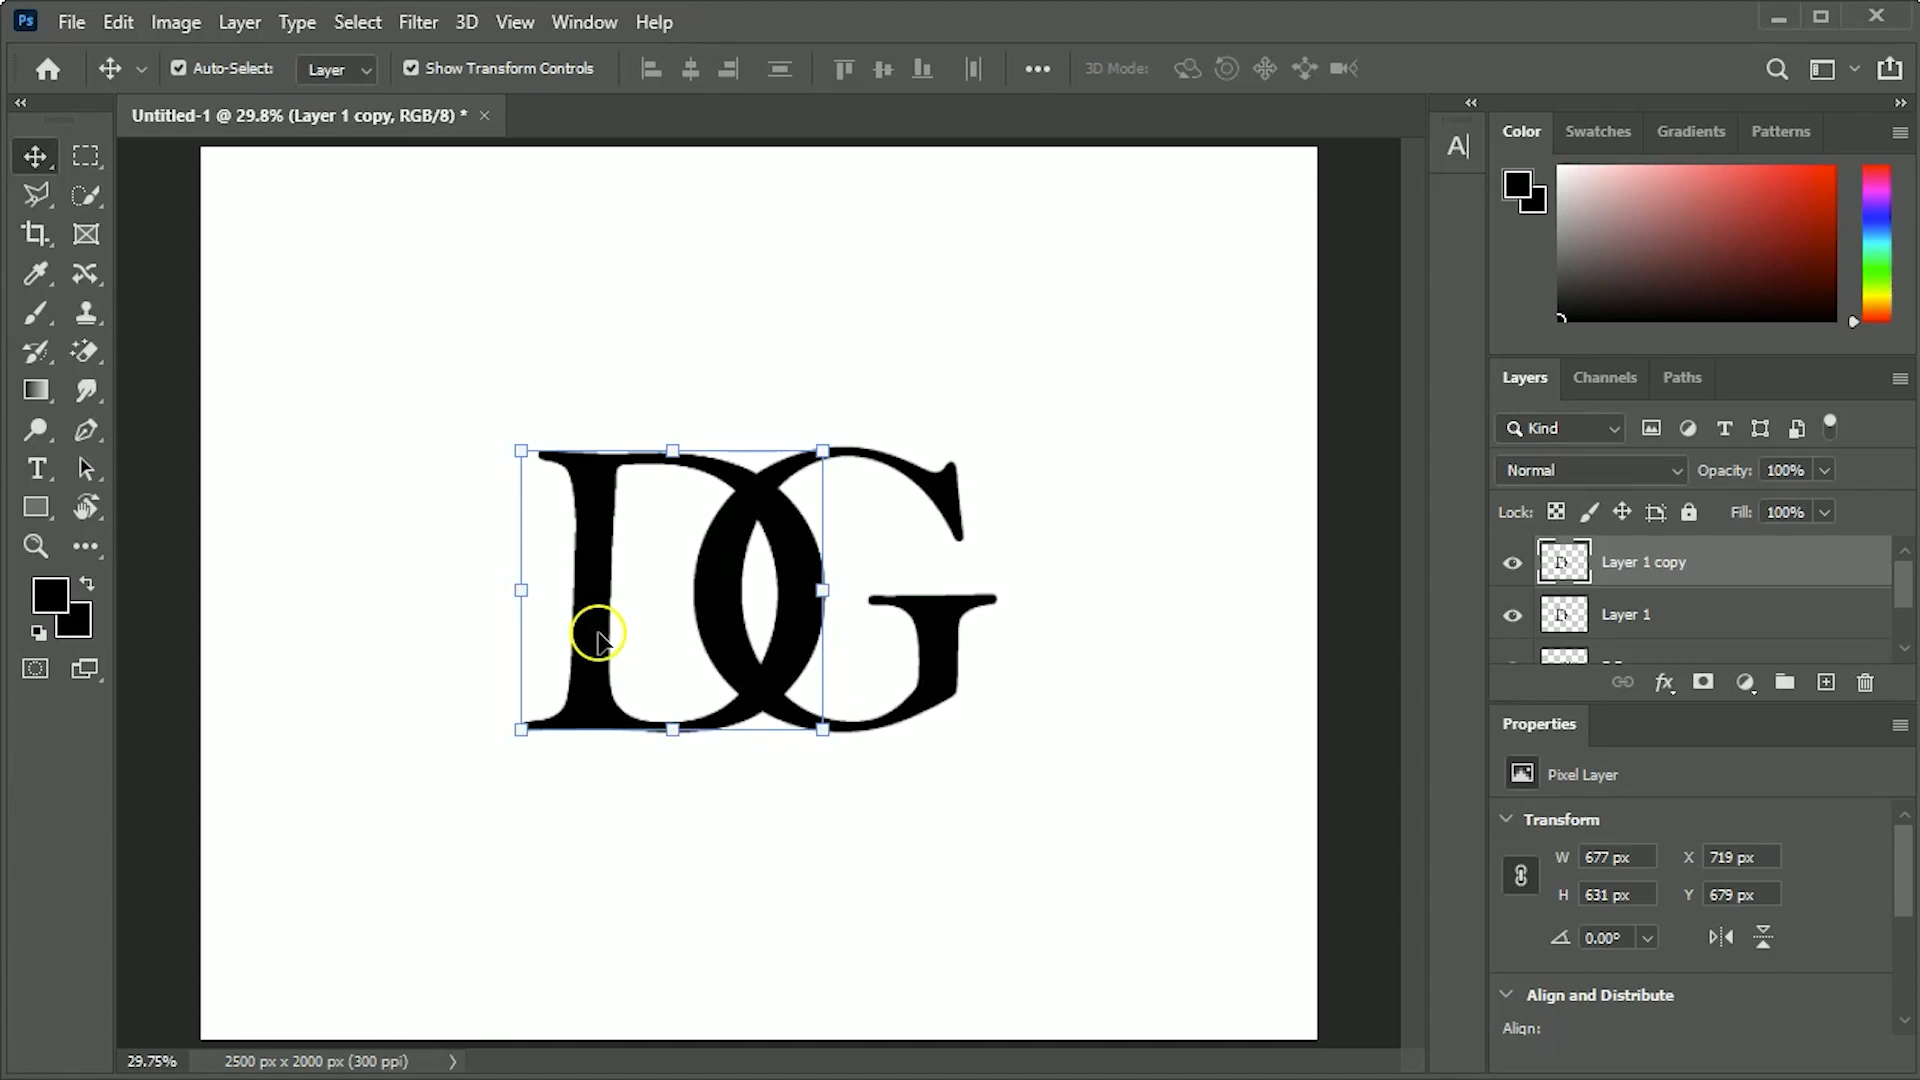 Ps File Edit Image Layer Type Select Filter 3D View Window Help
Auto-Select: Layer Show Transform Controls 3D Mode:
Untitled-1 @ 29.8% (Layer 1 copy, RGB/8) *
Color Swatches Gradients Patterns
DG
Layers Channels Paths
Kind
Normal Opacity: 100%
Lock: Fill: 100%
Layer 1 copy
Layer 1
fx
Properties
Pixel Layer
Transform
W 677 px X 719 px
H 631 px Y 679 px
0.00°
Align and Distribute
Align:
29.75% 2500 px x 2000 px (300 ppi)